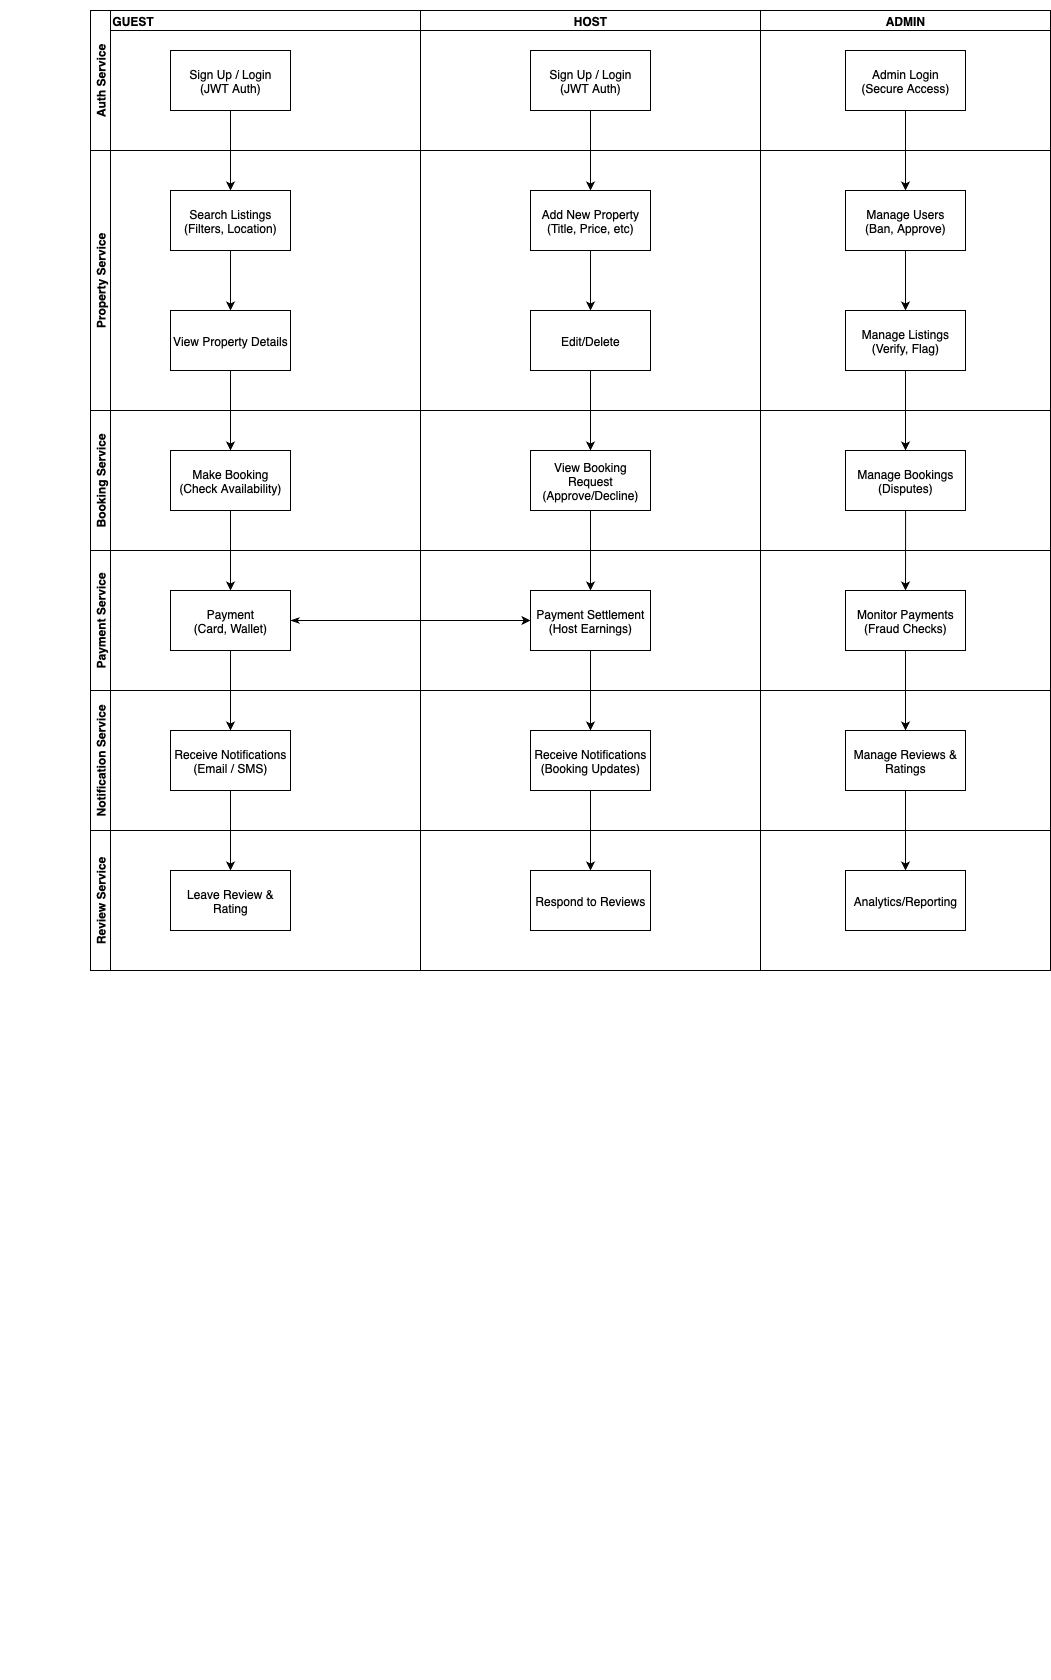 GUEST
HOST
ADMIN
Auth Service
Sign Up / Login
(JWT Auth)
Sign Up / Login
(JWT Auth)
Admin Login
(Secure Access)
Property Service
Search Listings
(Filters, Location)
Add New Property
(Title, Price, etc)
Manage Users
(Ban, Approve)
View Property Details
Edit/Delete
Manage Listings
(Verify, Flag)
Booking Service
Make Booking
(Check Availability)
View Booking
Request
(Approve/Decline)
Manage Bookings
(Disputes)
Payment Service
Payment
(Card, Wallet)
Payment Settlement
(Host Earnings)
Monitor Payments
(Fraud Checks)
Notification Service
Receive Notifications
(Email / SMS)
Receive Notifications
(Booking Updates)
Manage Reviews &
Ratings
Review Service
Leave Review &
Rating
Respond to Reviews
Analytics/Reporting